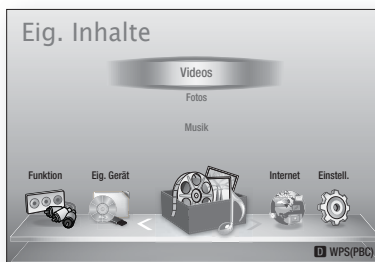 Eig. Inhalte
Videos
Fotos
Musik
Funktion
Eig. Gerät
Internet
Einstell.
D WPS(PBC)